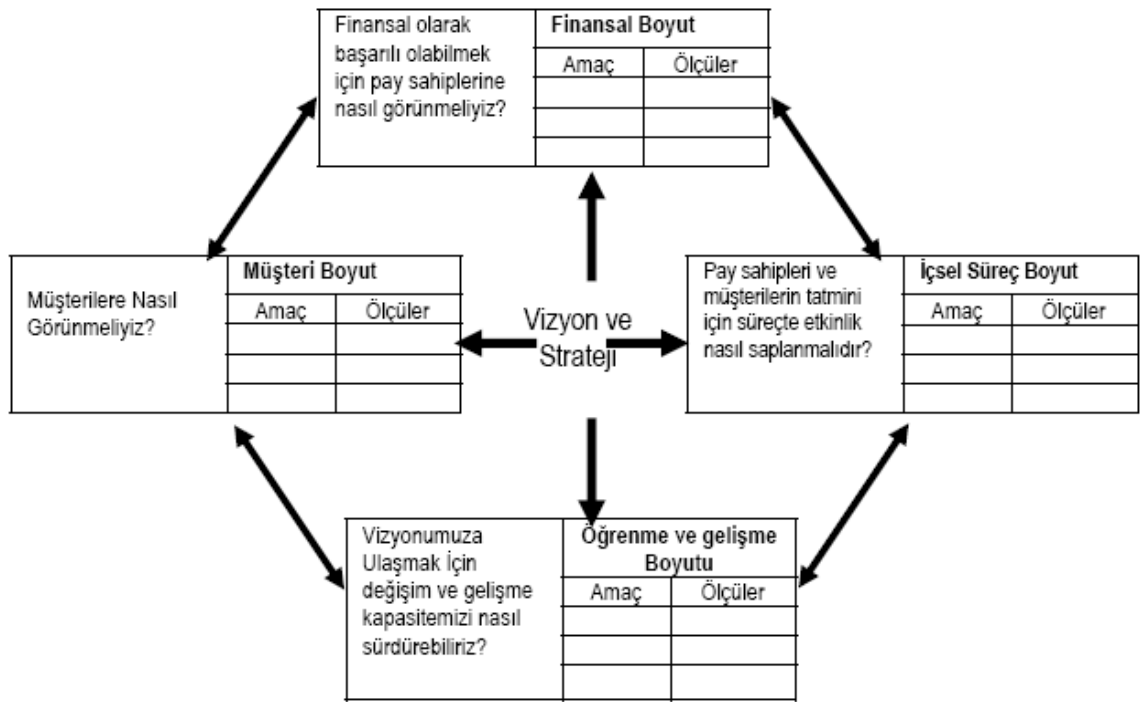 Finansal olarak
başarılı olabilmek
için pay sahiplerine
nasıl görünmeliyiz?
Finansal Boyut
Amaç Ölçüler
Müşterilere Nasıl
Görünmeliyiz?
Müşteri Boyut
Amaç Ölçüler
Vizyon ve
Strateji
Pay sahipleri ve
müşterilerin tatmini
için süreçte etkinlik
nasıl saplanmalıdır?
İçsel Süreç Boyut
Amaç Ölçüler
Vizyonumuza
Ulaşmak İçin
değişim ve gelişme
kapasitemizi nasıl
sürdürebiliriz?
Öğrenme ve gelişme
Boyutu
Amaç Ölçüler